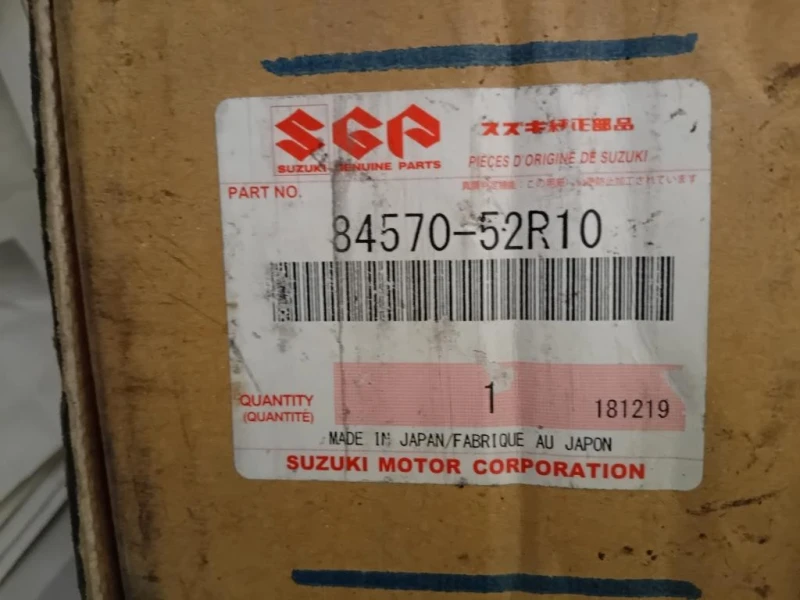 SGP
スズキ純正部品
SUZUKI GENUINE PARTS
PIECES D'ORIGINE DE SUZUKI
PART NO.
84570-52R10
QUANTITY
1
181219
(QUANTITÉ)
MADE IN JAPAN/FABRIQUE AU JAPON
SUZUKI MOTOR CORPORATION